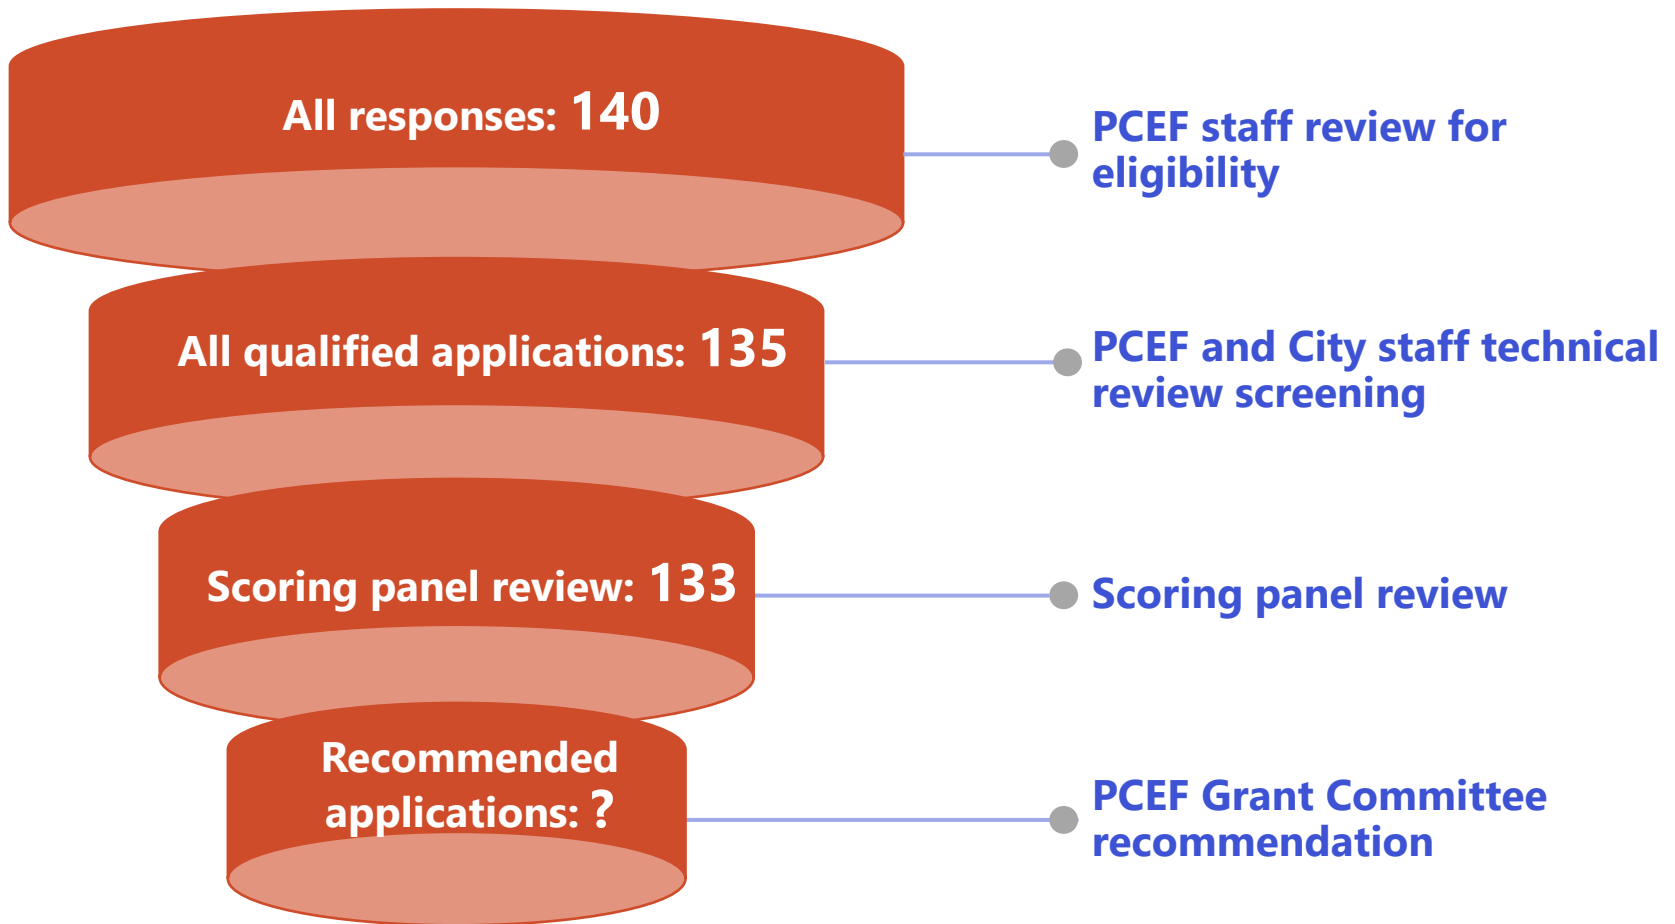 All responses: 140
PCEF staff review for
eligibility
All qualified applications: 135
PCEF and City staff technical
review screening
Scoring panel review: 133
Scoring panel review
Recommended
applications: ?
PCEF Grant Committee
recommendation